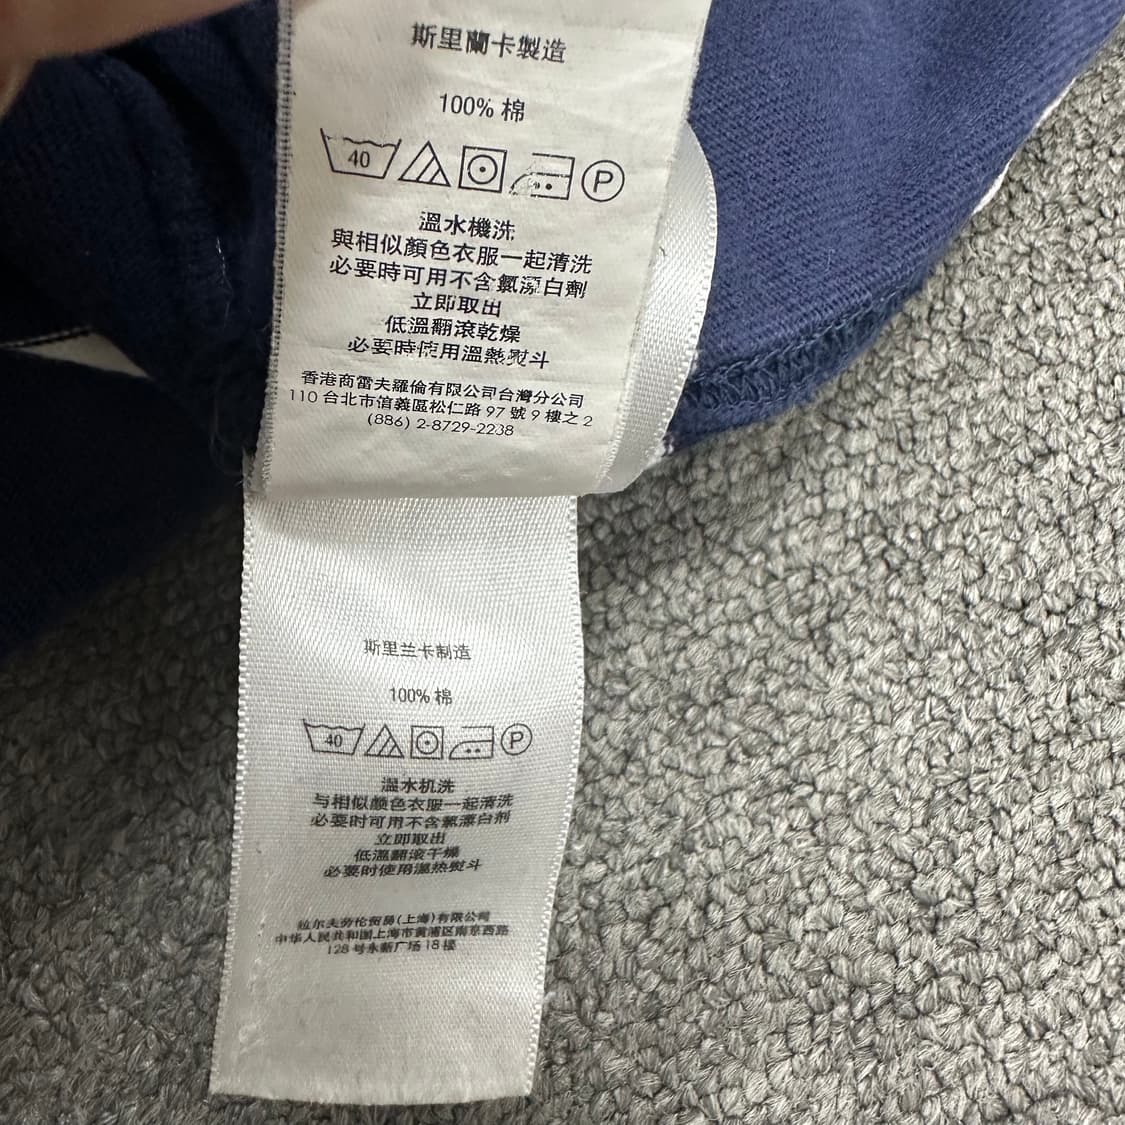 斯里蘭卡製造
100% 棉
40 P
溫水機洗
與相似顏色衣服一起清洗
必要時可用不含氯漂白劑
立即取出
低溫翻滾乾燥
必要時使用溫熱熨斗
香港商雷夫羅倫有限公司台灣分公司
110 台北市信義區松仁路 97 號 9 樓之 2
(886) 2-8729-2238
斯里兰卡制造
100% 棉
40 P
温水机洗
与相似颜色衣服一起清洗
必要时可用不含氯漂白剂
立即取出
低温翻滚干燥
必要时使用温热熨斗
拉尔夫劳伦贸易(上海)有限公司
中华人民共和国上海市黄浦区南京西路
128 号永新广场 18 楼